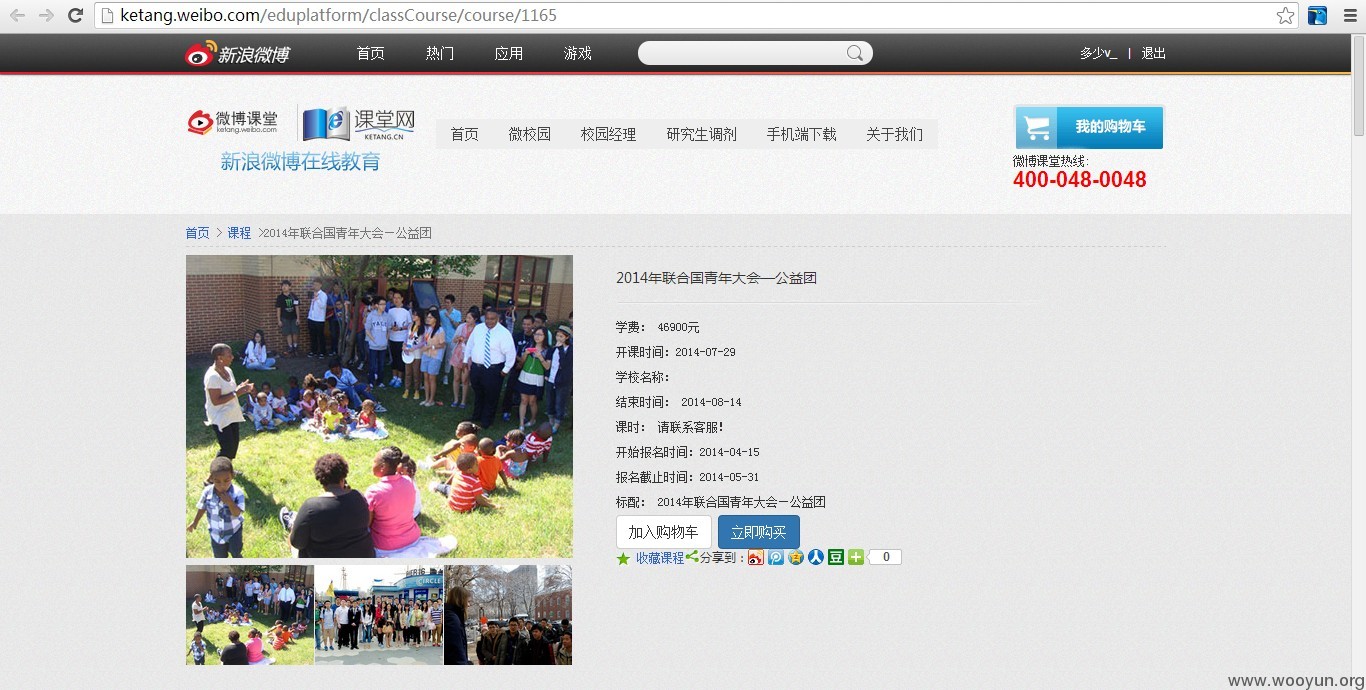 ketang.weibo.com/eduplatform/classCourse/course/1165
新浪微博 首页 热门 应用 游戏 多少v_ | 退出
微博课堂 ketang.weibo.com 课堂网 KETANG.CN
新浪微博在线教育
首页 微校园 校园经理 研究生调剂 手机端下载 关于我们
我的购物车
微博课堂热线:
400-048-0048
首页 > 课程 >2014年联合国青年大会—公益团
2014年联合国青年大会—公益团
学费: 46900元
开课时间: 2014-07-29
学校名称:
结束时间: 2014-08-14
课时: 请联系客服!
开始报名时间: 2014-04-15
报名截止时间: 2014-05-31
标配: 2014年联合国青年大会—公益团
加入购物车 立即购买
收藏课程 分享到: 豆 0
www.wooyun.org